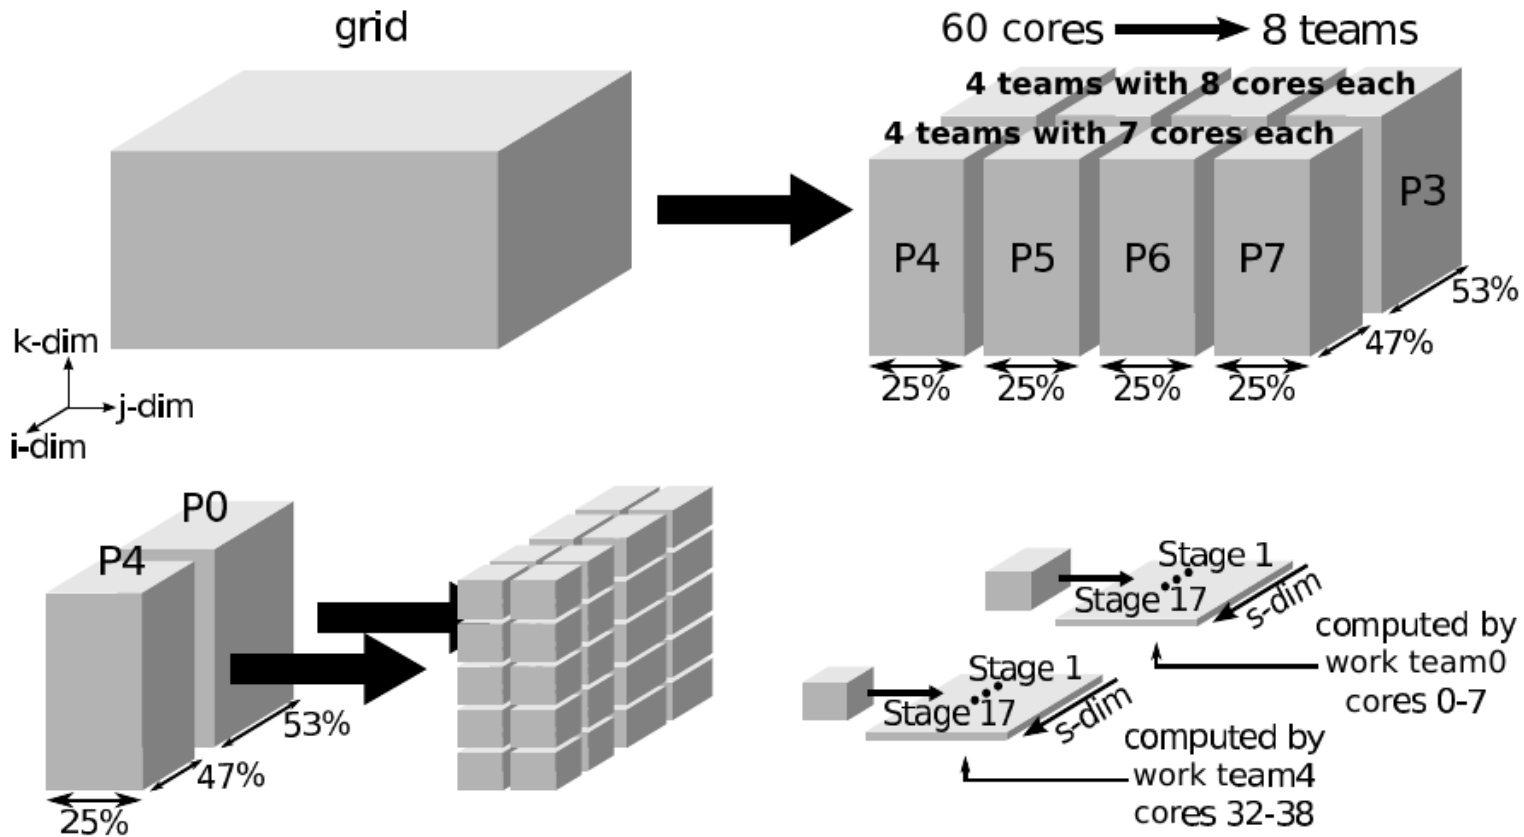 grid
60 cores 8 teams
4 teams with 8 cores each
4 teams with 7 cores each
P3
P4 P5 P6 P7
53%
47%
25% 25% 25% 25%
k-dim
j-dim
i-dim
P0
P4
53%
47%
25%
Stage 1
Stage 17
s-dim
computed by
work team0
cores 0-7
Stage 1
Stage 17
s-dim
computed by
work team4
cores 32-38